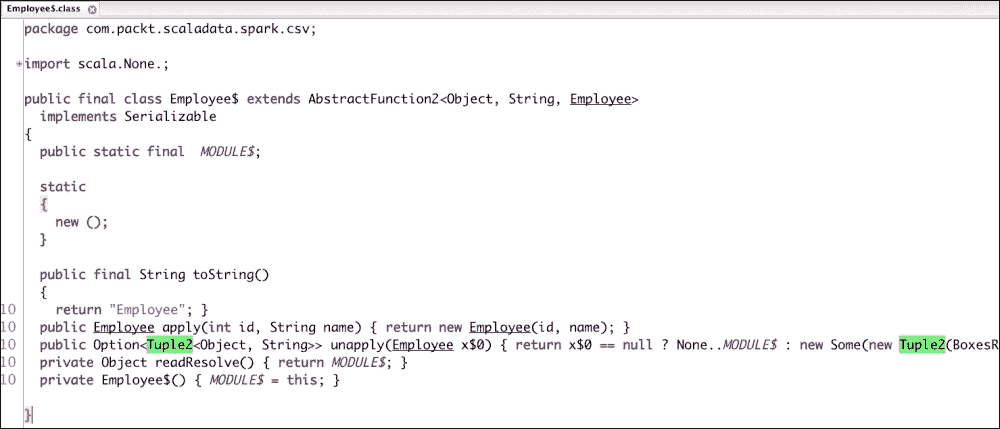 Employee$.class
package com.packt.scaladata.spark.csv;
import scala.None.;
public final class Employee$ extends AbstractFunction2<Object, String, Employee>
implements Serializable
{
public static final MODULE$;
static
{
new ();
}
public final String toString()
{
10 return "Employee"; }
10 public Employee apply(int id, String name) { return new Employee(id, name); }
10 public Option<Tuple2<Object, String>> unapply(Employee x$0) { return x$0 == null ? None..MODULE$ : new Some(new Tuple2(BoxesR
10 private Object readResolve() { return MODULE$; }
10 private Employee$() { MODULE$ = this; }
}